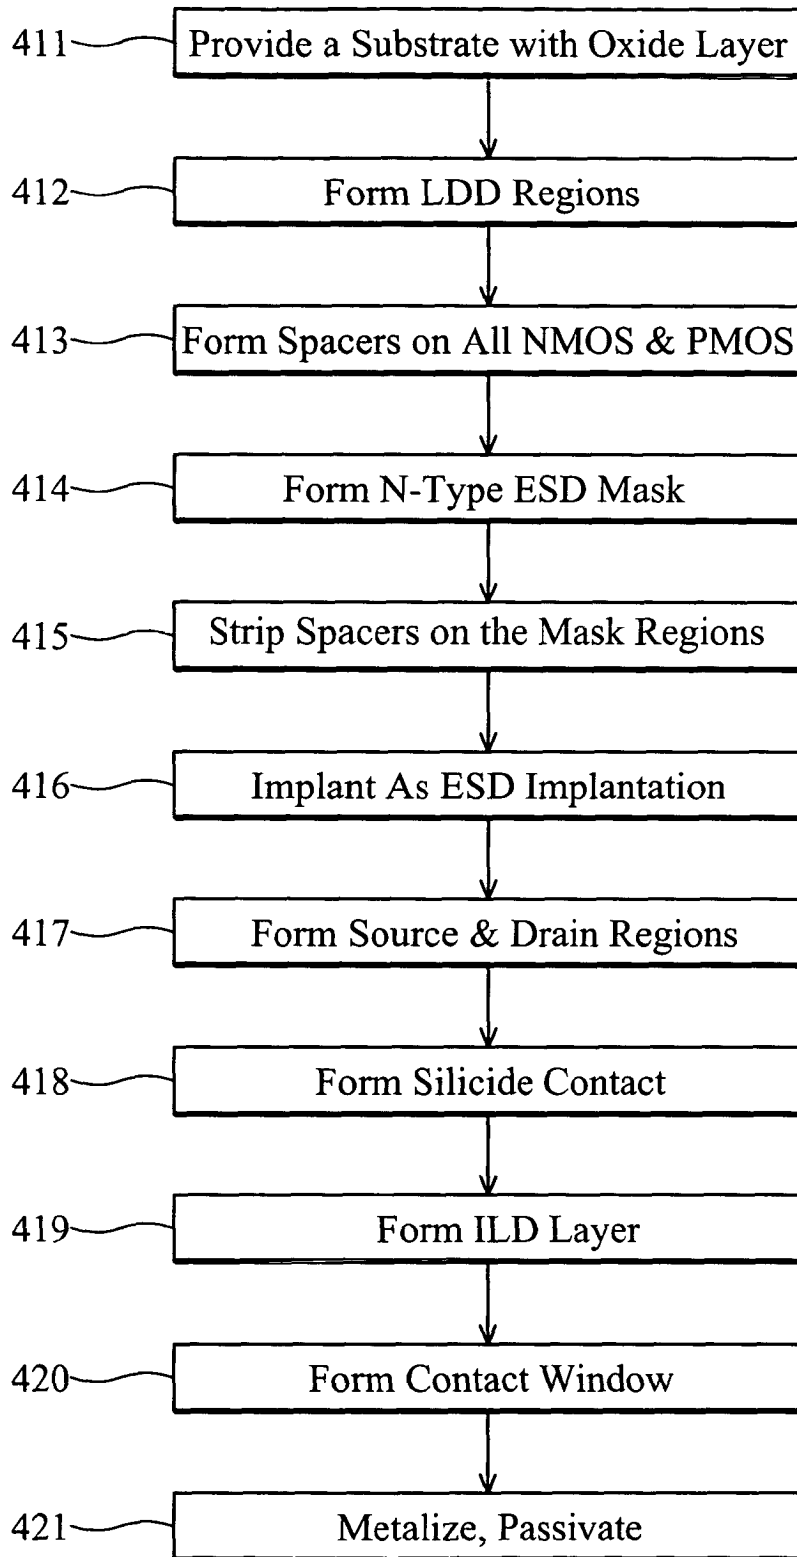 411 Provide a Substrate with Oxide Layer
412 Form LDD Regions
413 Form Spacers on All NMOS & PMOS
414 Form N-Type ESD Mask
415 Strip Spacers on the Mask Regions
416 Implant As ESD Implantation
417 Form Source & Drain Regions
418 Form Silicide Contact
419 Form ILD Layer
420 Form Contact Window
421 Metalize, Passivate